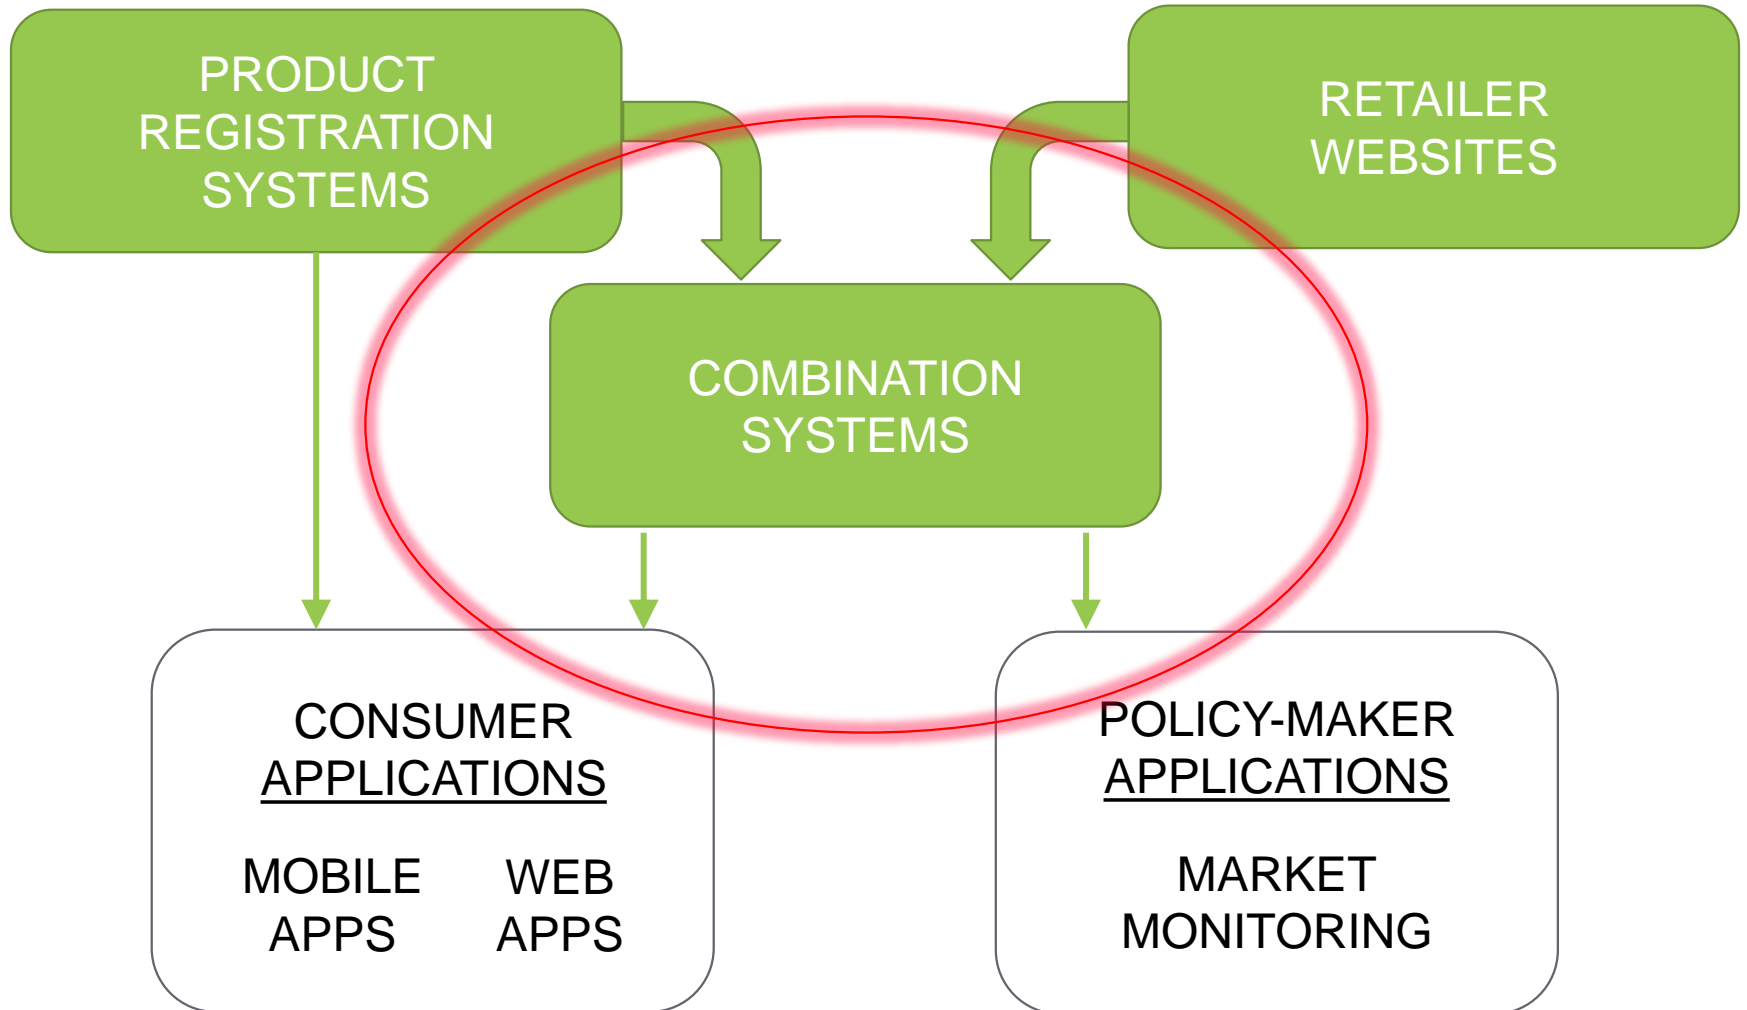 PRODUCT
REGISTRATION
SYSTEMS
RETAILER
WEBSITES
COMBINATION
SYSTEMS
CONSUMER
APPLICATIONS
MOBILE
APPS
WEB
APPS
POLICY-MAKER
APPLICATIONS
MARKET
MONITORING